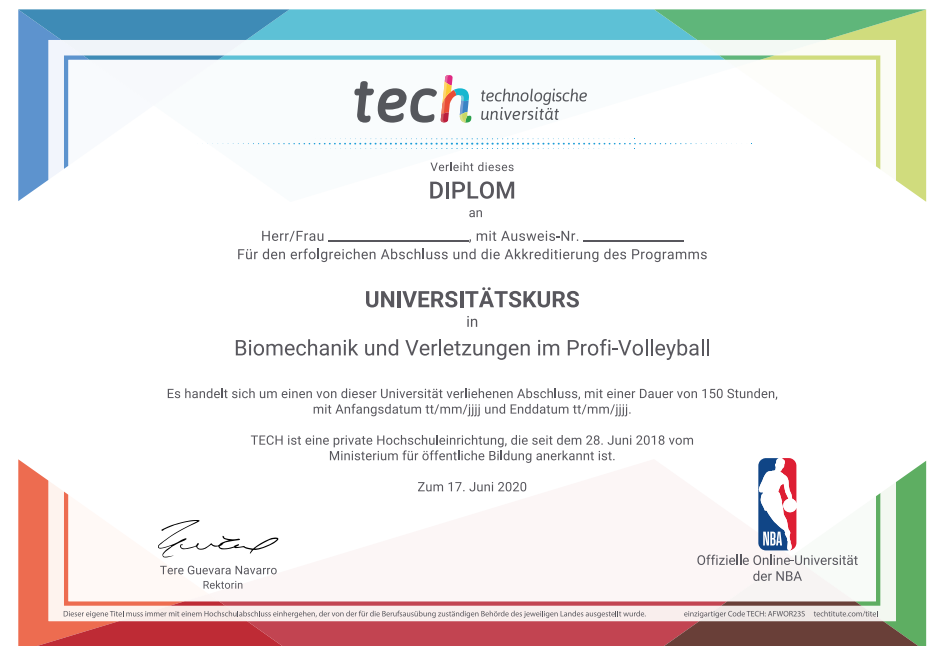 tech technologische
universität
Verleiht dieses
DIPLOM
an
Herr/Frau ____________________, mit Ausweis-Nr. ______________
Für den erfolgreichen Abschluss und die Akkreditierung des Programms
UNIVERSITÄTSKURS
in
Biomechanik und Verletzungen im Profi-Volleyball
Es handelt sich um einen von dieser Universität verliehenen Abschluss, mit einer Dauer von 150 Stunden,
mit Anfangsdatum tt/mm/jjjj und Enddatum tt/mm/jjjj.
TECH ist eine private Hochschuleinrichtung, die seit dem 28. Juni 2018 vom
Ministerium für öffentliche Bildung anerkannt ist.
Zum 17. Juni 2020
NBA
Tere Guevara Navarro
Rektorin
Offizielle Online-Universität
der NBA
Dieser eigene Titel muss immer mit einem Hochschulabschluss einhergehen, der von der für die Berufsausübung zuständigen Behörde des jeweiligen Landes ausgestellt wurde. einzigartiger Code TECH: AFWOR23S techtitute.com/titel